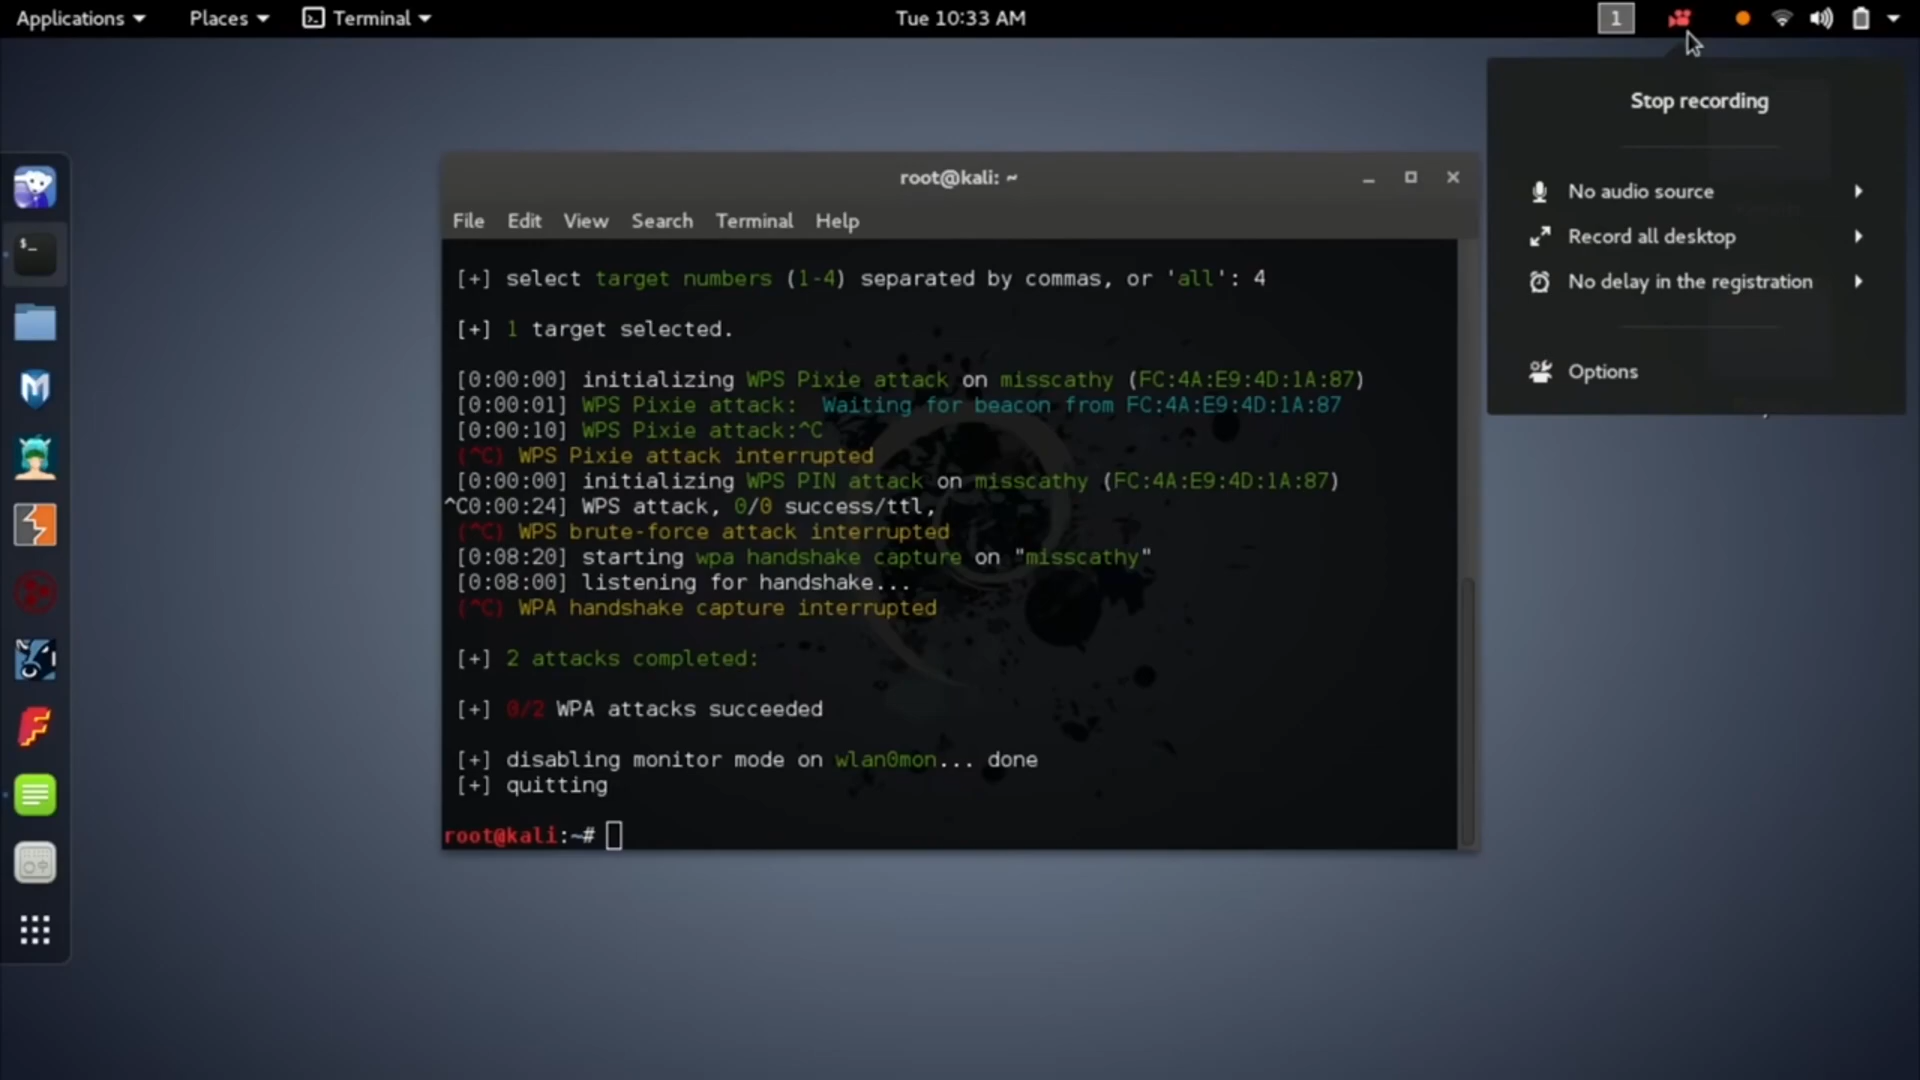 Applications Places Terminal Tue 10:33 AM 1
Stop recording
No audio source
Record all desktop
No delay in the registration
Options
root@kali: ~
File Edit View Search Terminal Help
[+] select target numbers (1-4) separated by commas, or 'all': 4
[+] 1 target selected.
[0:00:00] initializing WPS Pixie attack on misscathy (FC:4A:E9:4D:1A:87)
[0:00:01] WPS Pixie attack: Waiting for beacon from FC:4A:E9:4D:1A:87
[0:00:10] WPS Pixie attack:^C
(^C) WPS Pixie attack interrupted
[0:00:00] initializing WPS PIN attack on misscathy (FC:4A:E9:4D:1A:87)
^C0:00:24] WPS attack, 0/0 success/ttl,
(^C) WPS brute-force attack interrupted
[0:08:20] starting wpa handshake capture on "misscathy"
[0:08:00] listening for handshake...
(^C) WPA handshake capture interrupted
[+] 2 attacks completed:
[+] 0/2 WPA attacks succeeded
[+] disabling monitor mode on wlan0mon... done
[+] quitting
root@kali:~#